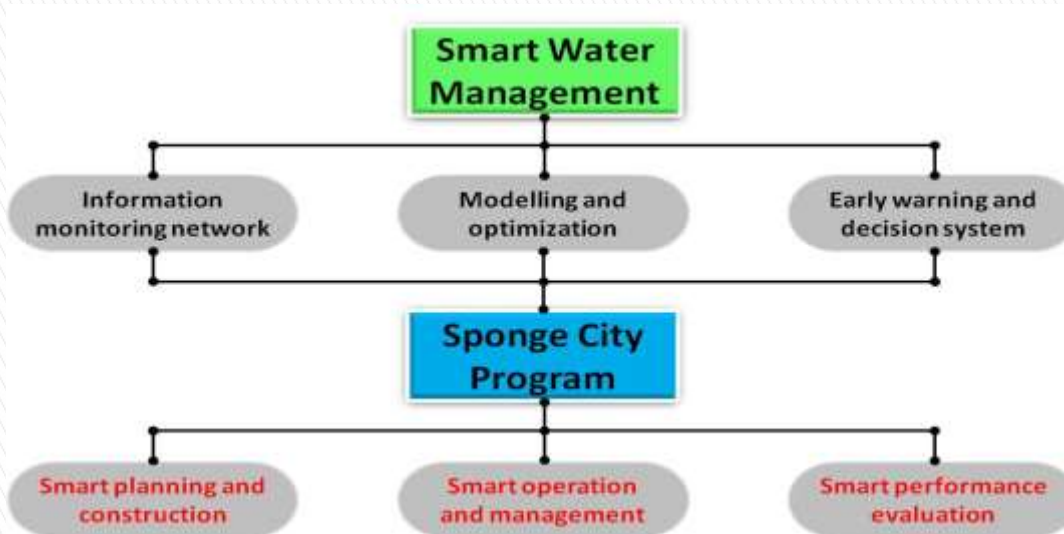 Smart Water
Management
Information
monitoring network
Modelling and
optimization
Early warning and
decision system
Sponge City
Program
Smart planning and
construction
Smart operation
and management
Smart performance
evaluation